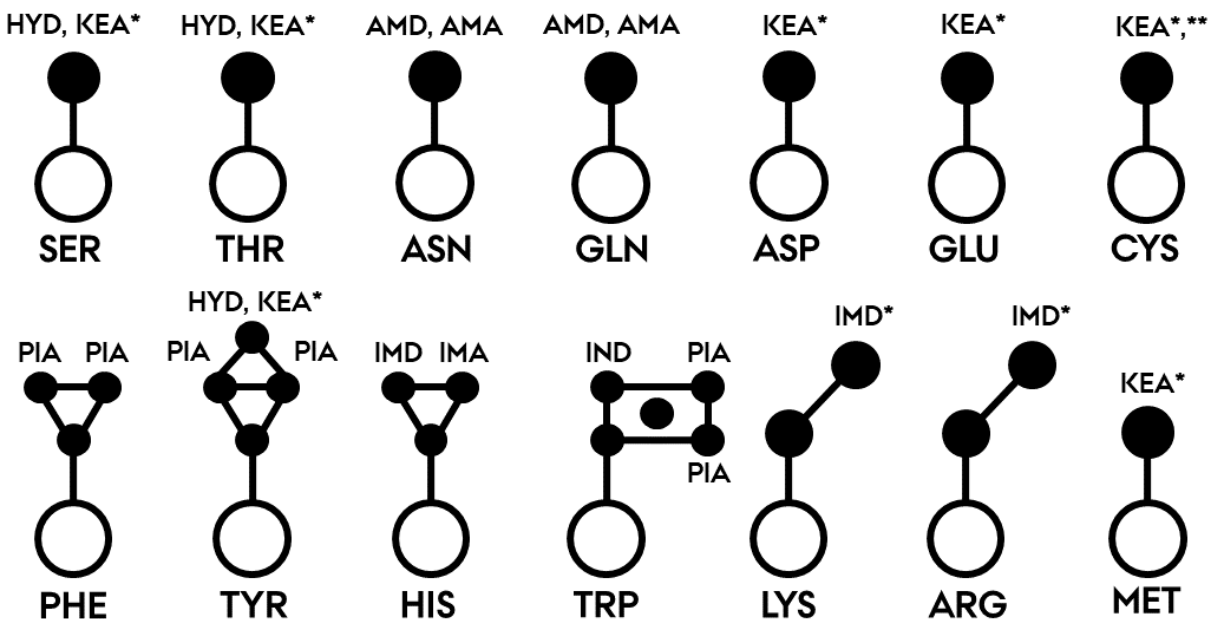 HYD, KEA* HYD, KEA* AMD, AMA AMD, AMA KEA* KEA* KEA*,**
SER THR ASN GLN ASP GLU CYS
HYD, KEA*
IMD* IMD*
PIA PIA PIA PIA IMD IMA IND PIA
KEA*
PIA
PHE TYR HIS TRP LYS ARG MET